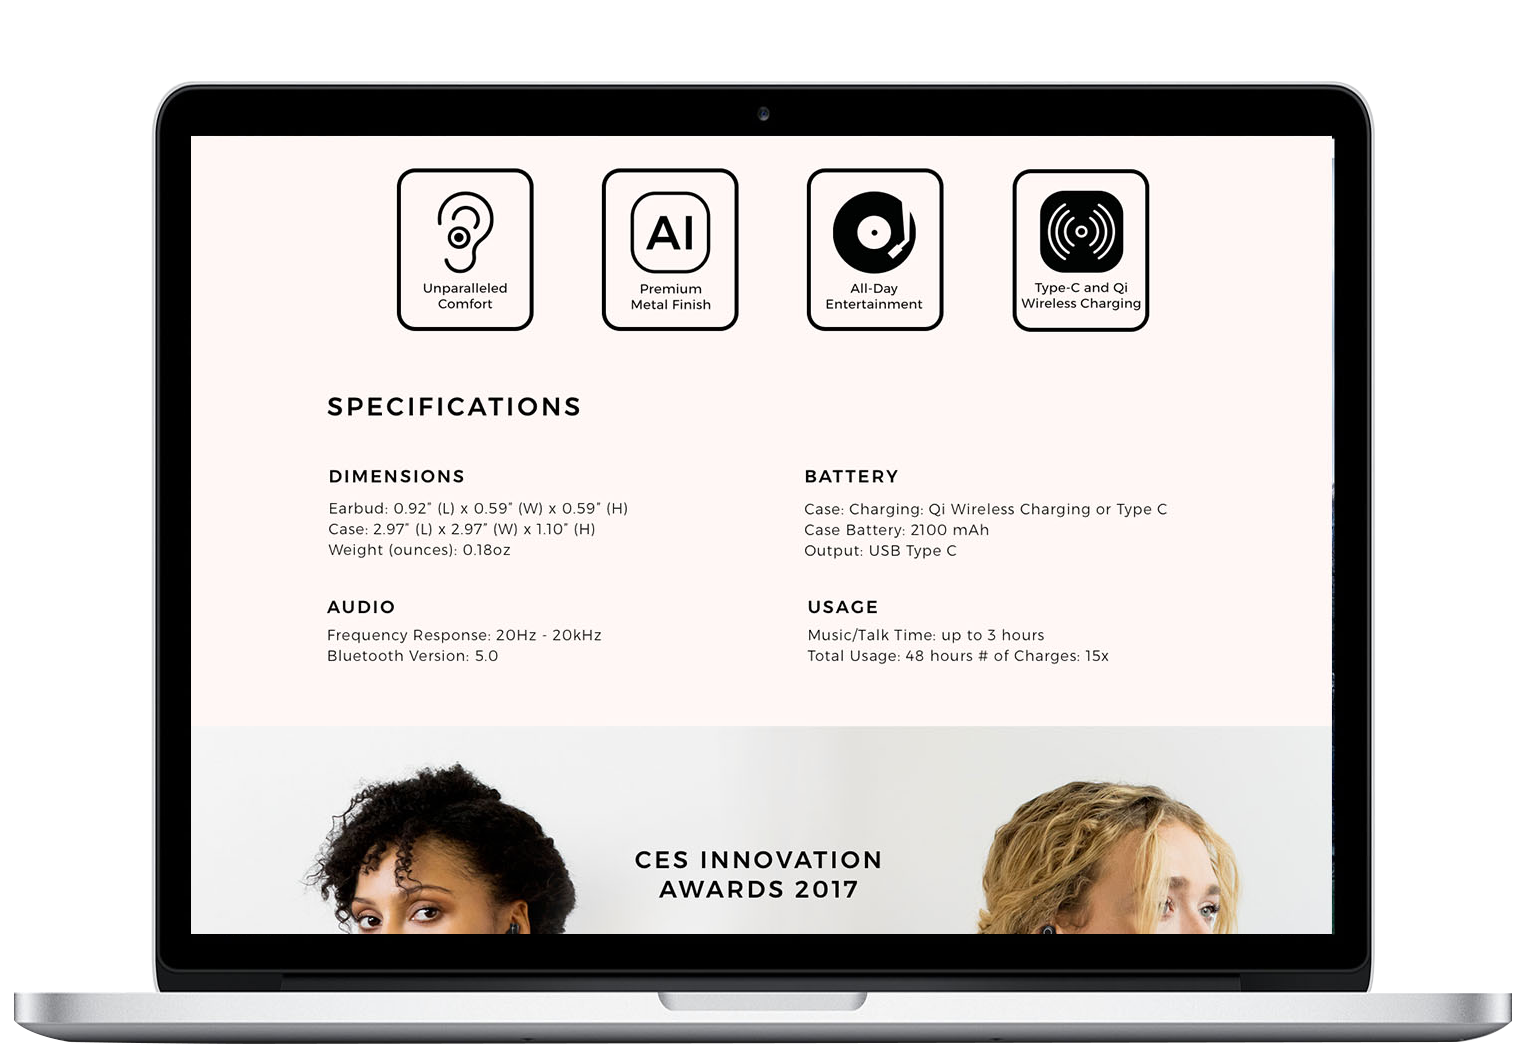 Unparalleled
Comfort
AI
Premium
Metal Finish
All-Day
Entertainment
Type-C and Qi
Wireless Charging
SPECIFICATIONS
DIMENSIONS
Earbud: 0.92” (L) x 0.59” (W) x 0.59” (H)
Case: 2.97” (L) x 2.97” (W) x 1.10” (H)
Weight (ounces): 0.18oz
BATTERY
Case: Charging: Qi Wireless Charging or Type C
Case Battery: 2100 mAh
Output: USB Type C
AUDIO
Frequency Response: 20Hz - 20kHz
Bluetooth Version: 5.0
USAGE
Music/Talk Time: up to 3 hours
Total Usage: 48 hours # of Charges: 15x
CES INNOVATION
AWARDS 2017